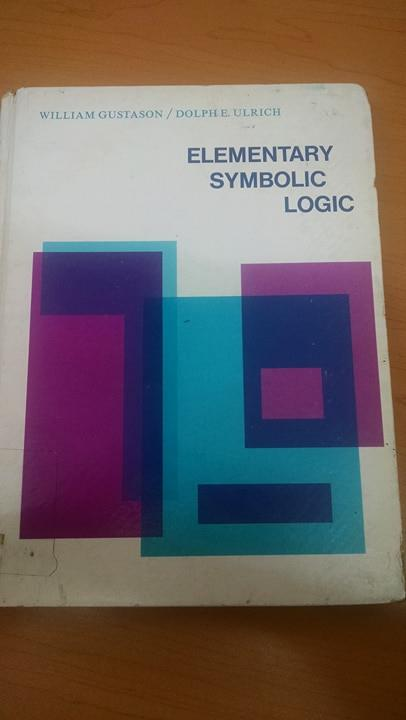 WILLIAM GUSTASON / DOLPH E. ULRICH
ELEMENTARY
SYMBOLIC
LOGIC